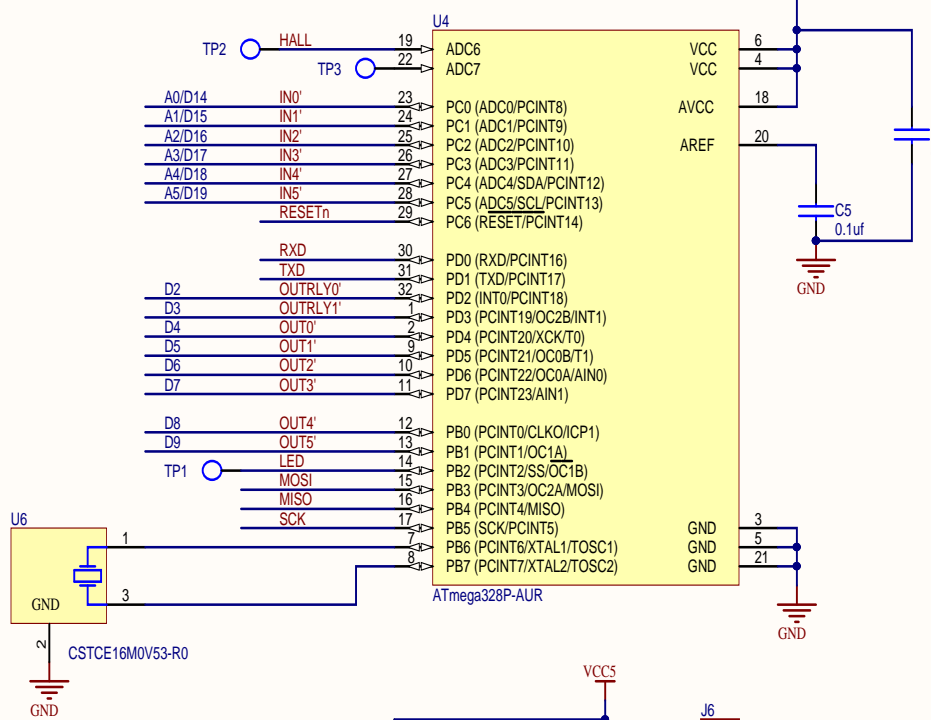 U4
TP2 HALL 19 ADC6 VCC 6
TP3 22 ADC7 VCC 4
A0/D14 IN0' 23 PC0 (ADC0/PCINT8) AVCC 18
A1/D15 IN1' 24 PC1 (ADC1/PCINT9)
A2/D16 IN2' 25 PC2 (ADC2/PCINT10) AREF 20
A3/D17 IN3' 26 PC3 (ADC3/PCINT11)
A4/D18 IN4' 27 PC4 (ADC4/SDA/PCINT12)
A5/D19 IN5' 28 PC5 (ADC5/SCL/PCINT13)
RESETn 29 PC6 (RESET/PCINT14)
C5
0.1uf
GND
RXD 30 PD0 (RXD/PCINT16)
TXD 31 PD1 (TXD/PCINT17)
D2 OUTRLY0' 32 PD2 (INT0/PCINT18)
D3 OUTRLY1' 1 PD3 (PCINT19/OC2B/INT1)
D4 OUT0' 2 PD4 (PCINT20/XCK/T0)
D5 OUT1' 9 PD5 (PCINT21/OC0B/T1)
D6 OUT2' 10 PD6 (PCINT22/OC0A/AIN0)
D7 OUT3' 11 PD7 (PCINT23/AIN1)
D8 OUT4' 12 PB0 (PCINT0/CLKO/ICP1)
D9 OUT5' 13 PB1 (PCINT1/OC1A)
TP1 LED 14 PB2 (PCINT2/SS/OC1B)
MOSI 15 PB3 (PCINT3/OC2A/MOSI)
MISO 16 PB4 (PCINT4/MISO)
SCK 17 PB5 (SCK/PCINT5) GND 3
7 PB6 (PCINT6/XTAL1/TOSC1) GND 5
8 PB7 (PCINT7/XTAL2/TOSC2) GND 21
ATmega328P-AUR
GND
U6
1
3
GND
2
CSTCE16M0V53-R0
GND
VCC5
J6